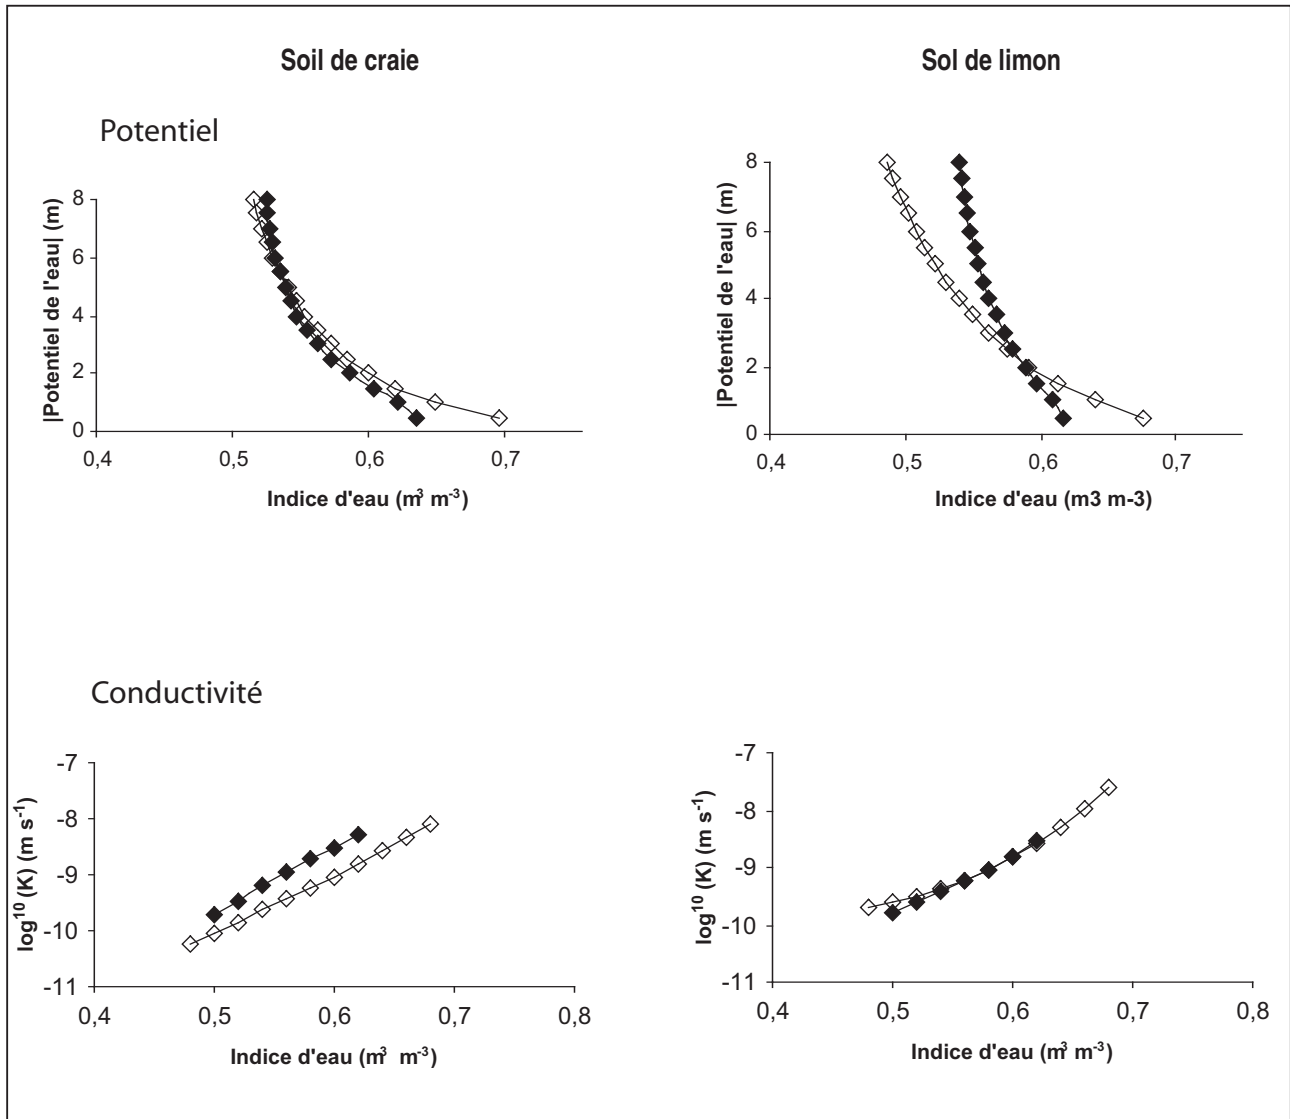 Soil de craie
Sol de limon
Potentiel
|Potentiel de l'eau| (m)
8
6
4
2
0
0,4 0,5 0,6 0,7
Indice d'eau (m³ m⁻³)
|Potentiel de l'eau| (m)
8
6
4
2
0
0,4 0,5 0,6 0,7
Indice d'eau (m3 m-3)
Conductivité
log¹⁰ (K) (m s⁻¹)
-7
-8
-9
-10
-11
0,4 0,5 0,6 0,7 0,8
Indice d'eau (m³ m⁻³)
log¹⁰ (K) (m s⁻¹)
-7
-8
-9
-10
-11
0,4 0,5 0,6 0,7 0,8
Indice d'eau (m³ m⁻³)